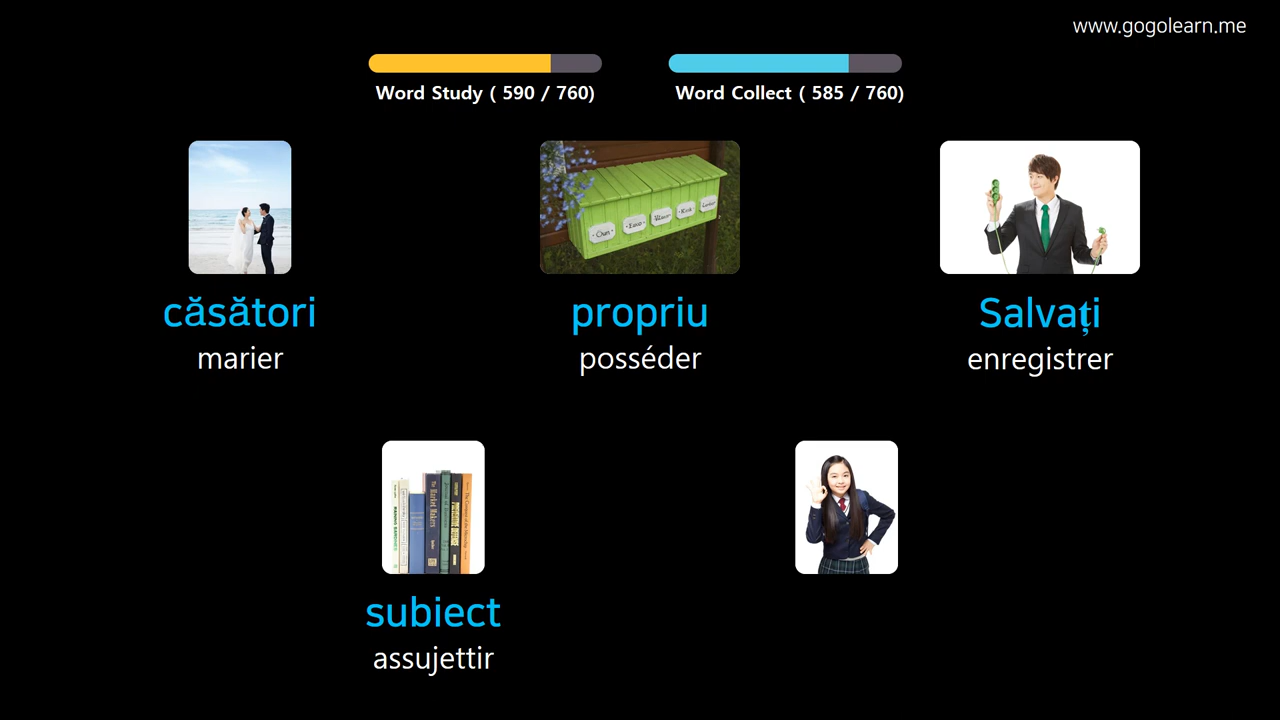 www.gogolearn.me
Word Study ( 590 / 760)
Word Collect ( 585 / 760)
căsători
marier
propriu
posséder
Salvați
enregistrer
subiect
assujettir